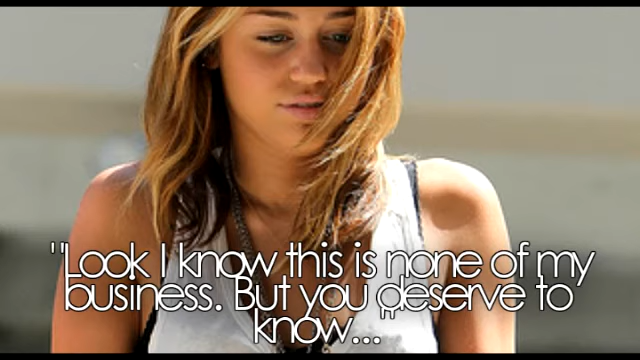 "Look I know this is none of my
business. But you deserve to
know... "